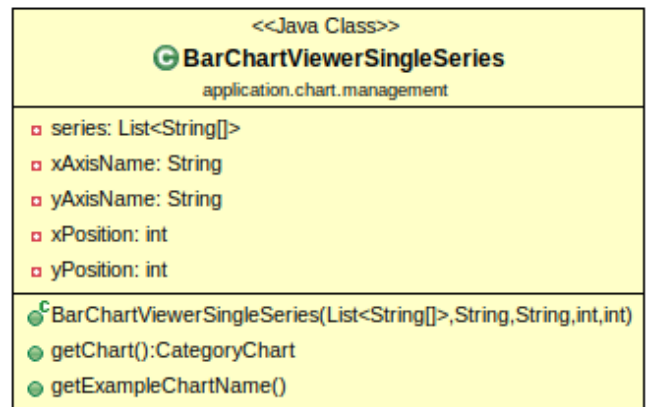 <<Java Class>>
C BarChartViewerSingleSeries
application.chart.management
series: List<String[]>
xAxisName: String
yAxisName: String
xPosition: int
yPosition: int
C BarChartViewerSingleSeries(List<String[]>,String,String,int,int)
getChart():CategoryChart
getExampleChartName()